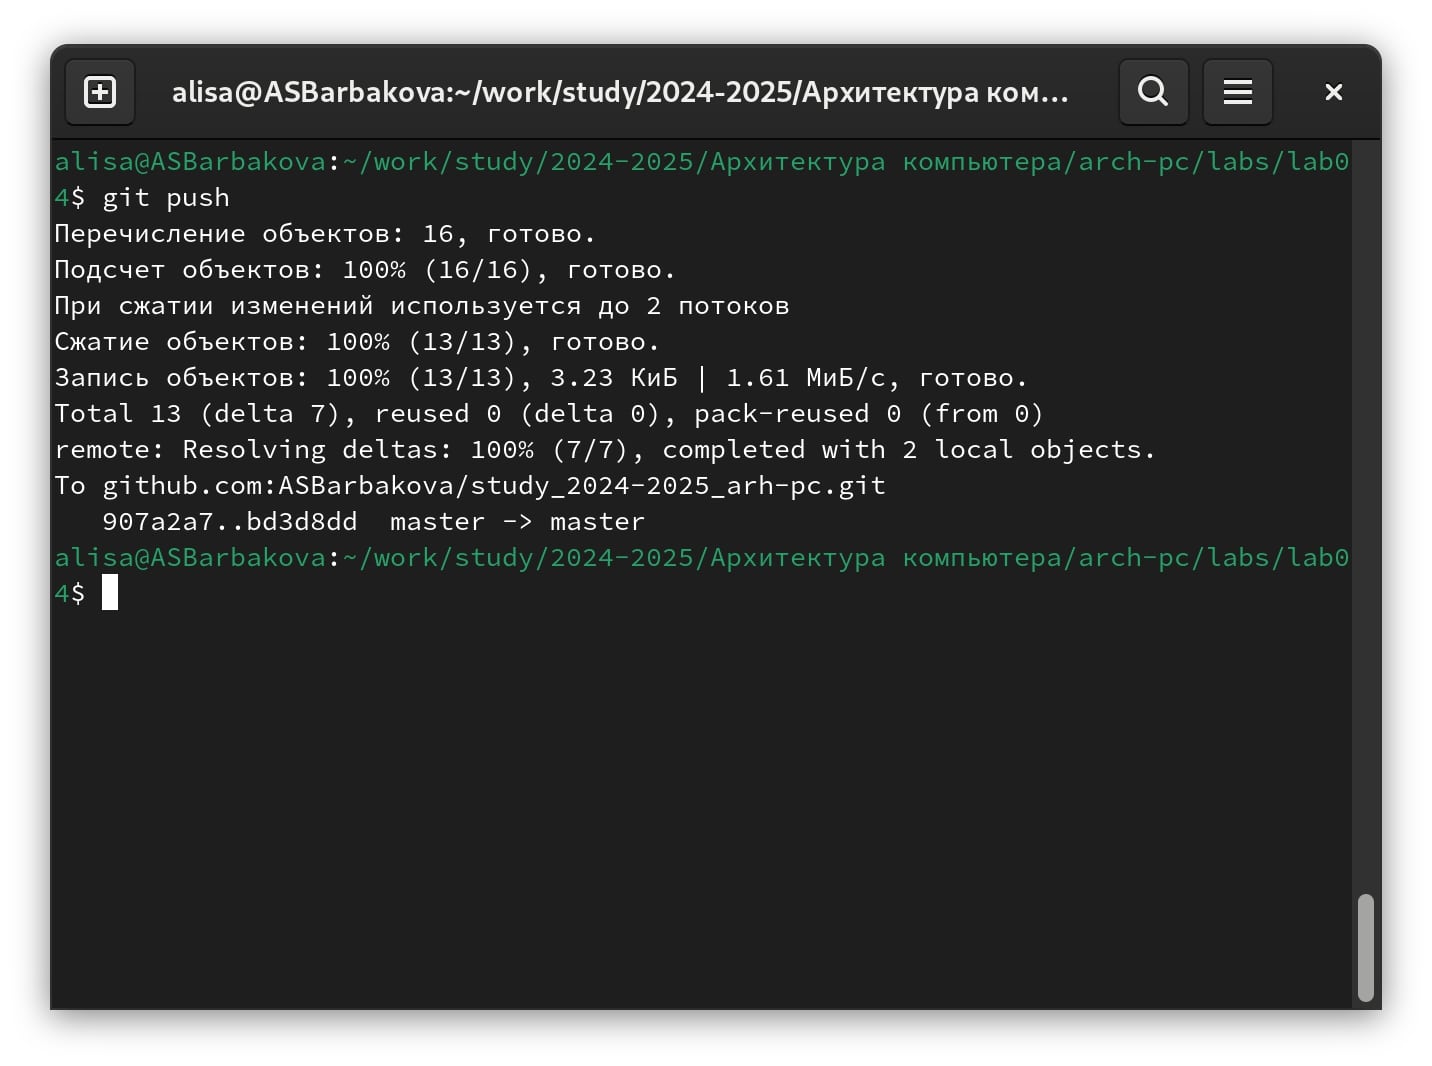 alisa@ASBarbakova:~/work/study/2024-2025/Архитектура ком...
alisa@ASBarbakova:~/work/study/2024-2025/Архитектура компьютера/arch-pc/labs/lab0
4$ git push
Перечисление объектов: 16, готово.
Подсчет объектов: 100% (16/16), готово.
При сжатии изменений используется до 2 потоков
Сжатие объектов: 100% (13/13), готово.
Запись объектов: 100% (13/13), 3.23 КиБ | 1.61 МиБ/с, готово.
Total 13 (delta 7), reused 0 (delta 0), pack-reused 0 (from 0)
remote: Resolving deltas: 100% (7/7), completed with 2 local objects.
To github.com:ASBarbakova/study_2024-2025_arh-pc.git
   907a2a7..bd3d8dd  master -> master
alisa@ASBarbakova:~/work/study/2024-2025/Архитектура компьютера/arch-pc/labs/lab0
4$